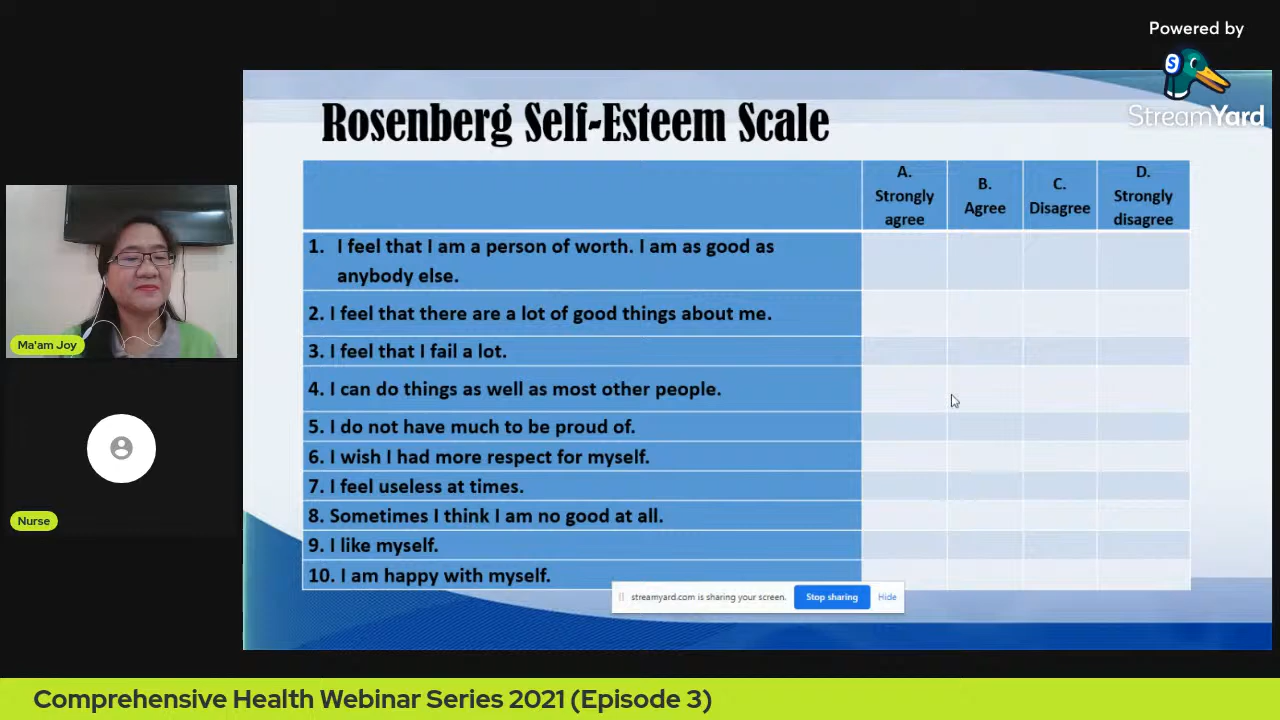 Powered by
S
StreamYard
Rosenberg Self-Esteem Scale
A.
Strongly
agree
B.
Agree
C.
Disagree
D.
Strongly
disagree
1. I feel that I am a person of worth. I am as good as
anybody else.
2. I feel that there are a lot of good things about me.
3. I feel that I fail a lot.
4. I can do things as well as most other people.
5. I do not have much to be proud of.
6. I wish I had more respect for myself.
7. I feel useless at times.
8. Sometimes I think I am no good at all.
9. I like myself.
10. I am happy with myself.
streamyard.com is sharing your screen.
Stop sharing
Hide
Ma'am Joy
Nurse
Comprehensive Health Webinar Series 2021 (Episode 3)